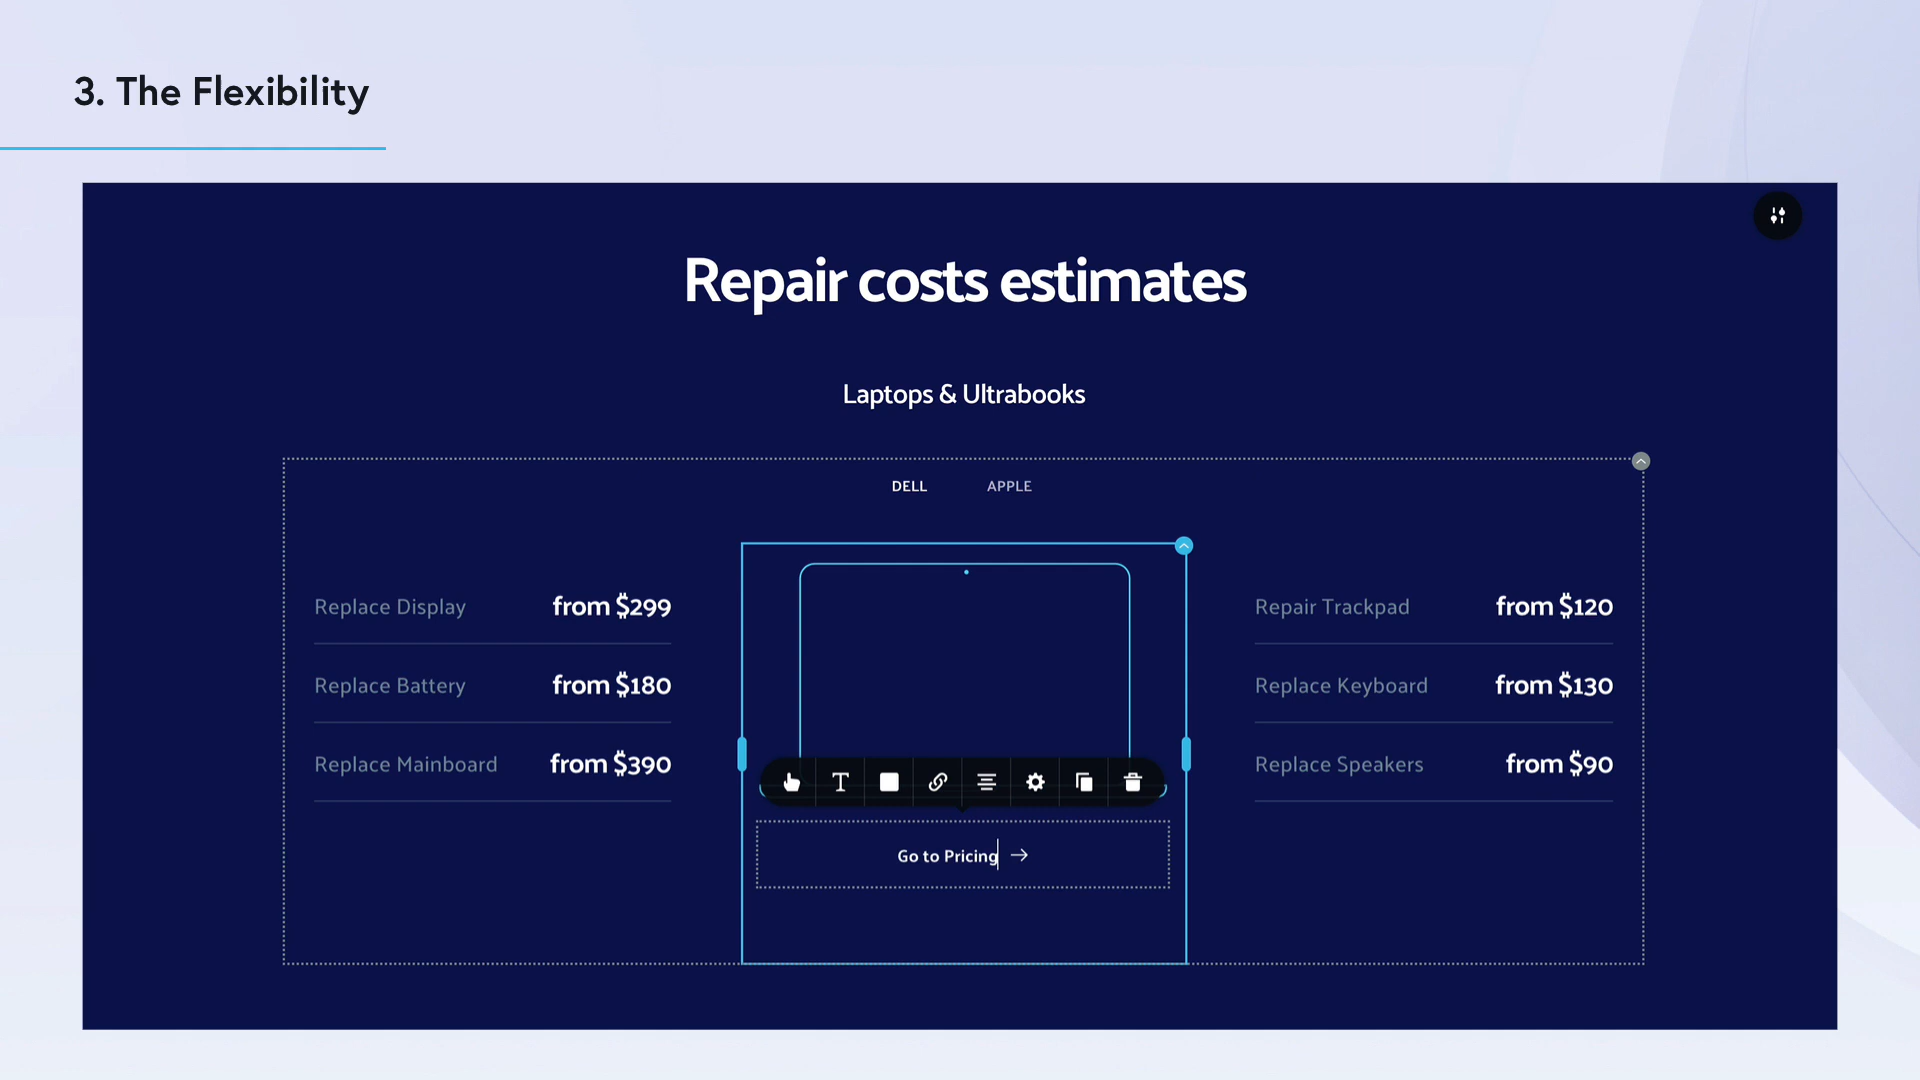 3. The Flexibility
Repair costs estimates
Laptops & Ultrabooks
DELL APPLE
Replace Display from $299
Replace Battery from $180
Replace Mainboard from $390
Repair Trackpad from $120
Replace Keyboard from $130
Replace Speakers from $90
Go to Pricing